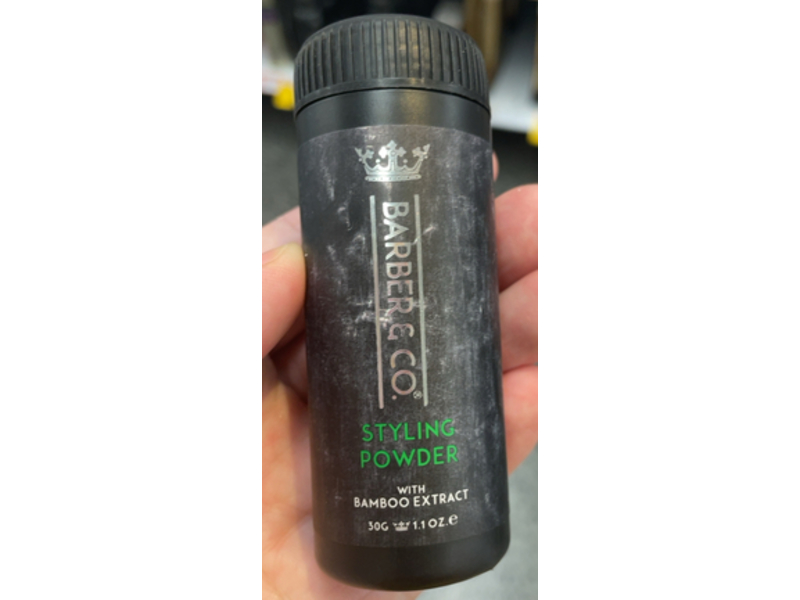 BARBER & CO.®
STYLING
POWDER
WITH
BAMBOO EXTRACT
30G 1.1 OZ.℮